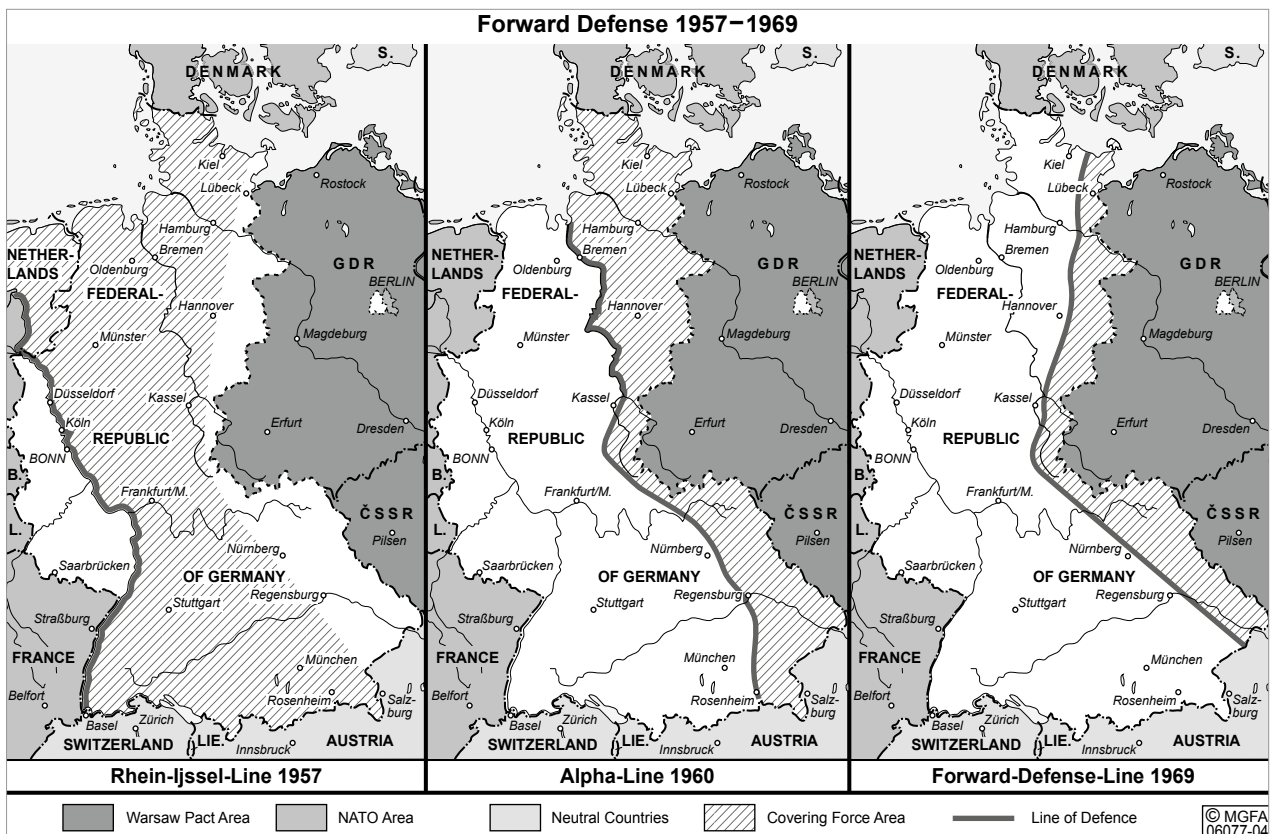 Forward Defense 1957–1969
S.
DENMARK
Kiel
Lübeck
Rostock
Hamburg
Bremen
NETHER-
LANDS
Oldenburg
GDR
BERLIN
FEDERAL-
Hannover
Münster
Magdeburg
Düsseldorf
Kassel
Köln
REPUBLIC
Erfurt
Dresden
BONN
B.
Frankfurt/M.
ČSSR
L.
Pilsen
Nürnberg
Saarbrücken
OF GERMANY
Regensburg
Stuttgart
Straßburg
FRANCE
München
Belfort
Rosenheim
Salz-
burg
Basel
Zürich
SWITZERLAND
LIE.
AUSTRIA
Innsbruck
Rhein-Ijssel-Line 1957
S.
DENMARK
Kiel
Lübeck
Rostock
Hamburg
Bremen
NETHER-
LANDS
Oldenburg
GDR
BERLIN
FEDERAL-
Hannover
Münster
Magdeburg
Düsseldorf
Kassel
Köln
REPUBLIC
Erfurt
Dresden
BONN
B.
Frankfurt/M.
ČSSR
L.
Pilsen
Nürnberg
Saarbrücken
OF GERMANY
Regensburg
Stuttgart
Straßburg
FRANCE
München
Belfort
Rosenheim
Salz-
burg
Basel
Zürich
SWITZERLAND
LIE.
AUSTRIA
Innsbruck
Alpha-Line 1960
S.
DENMARK
Kiel
Lübeck
Rostock
Hamburg
Bremen
NETHER-
LANDS
Oldenburg
GDR
BERLIN
FEDERAL-
Hannover
Münster
Magdeburg
Düsseldorf
Kassel
Köln
REPUBLIC
Erfurt
Dresden
BONN
B.
Frankfurt/M.
ČSSR
L.
Pilsen
Nürnberg
Saarbrücken
OF GERMANY
Regensburg
Stuttgart
Straßburg
FRANCE
München
Belfort
Rosenheim
Salz-
burg
Basel
Zürich
SWITZERLAND
LIE.
AUSTRIA
Innsbruck
Forward-Defense-Line 1969
Warsaw Pact Area
NATO Area
Neutral Countries
Covering Force Area
Line of Defence
© MGFA
06077-04